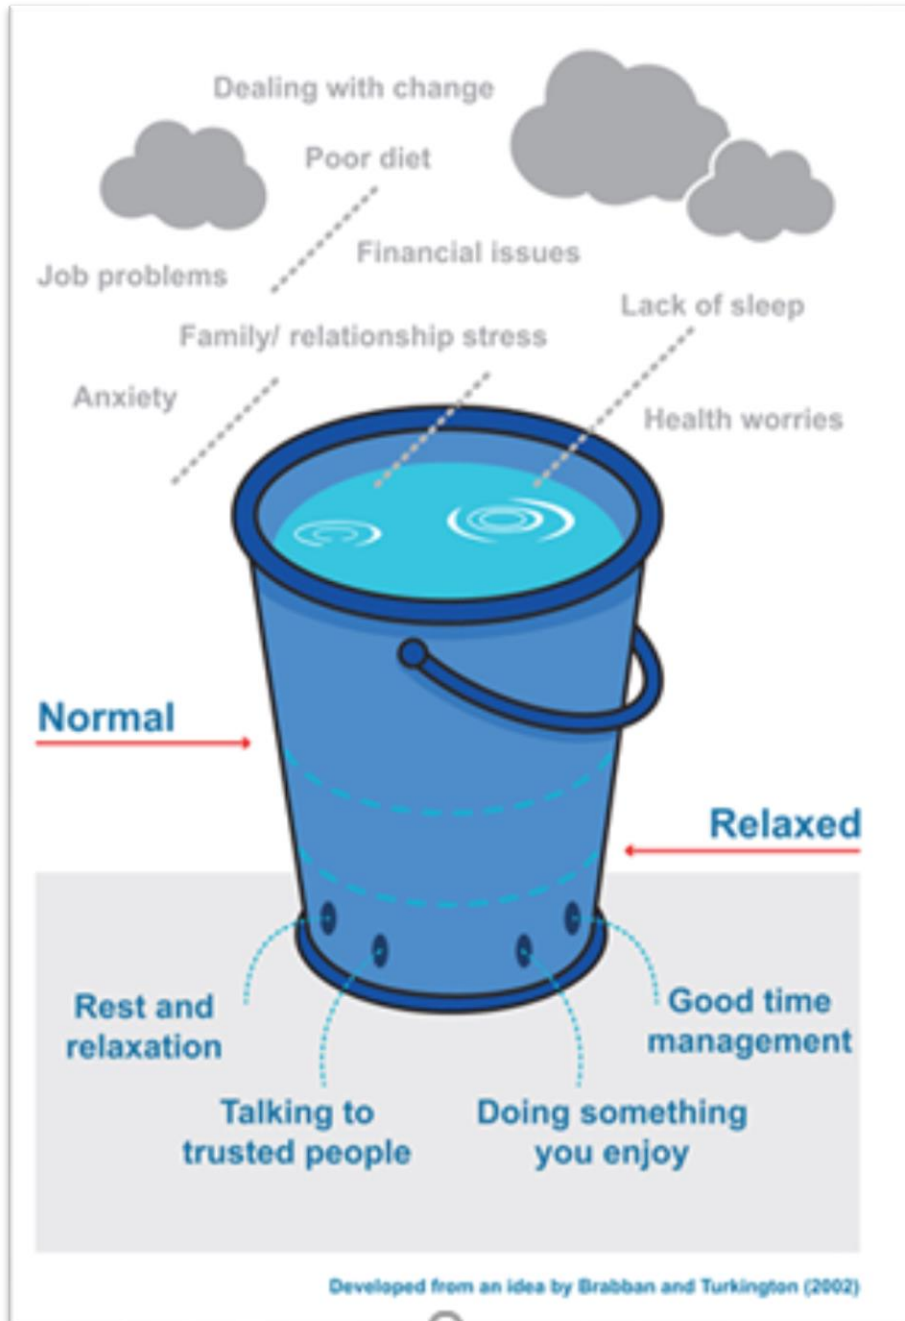 Dealing with change
Poor diet
Financial issues
Job problems
Lack of sleep
Family/ relationship stress
Anxiety
Health worries
Normal
Relaxed
Rest and
relaxation
Good time
management
Talking to
trusted people
Doing something
you enjoy
Developed from an idea by Brabban and Turkington (2002)